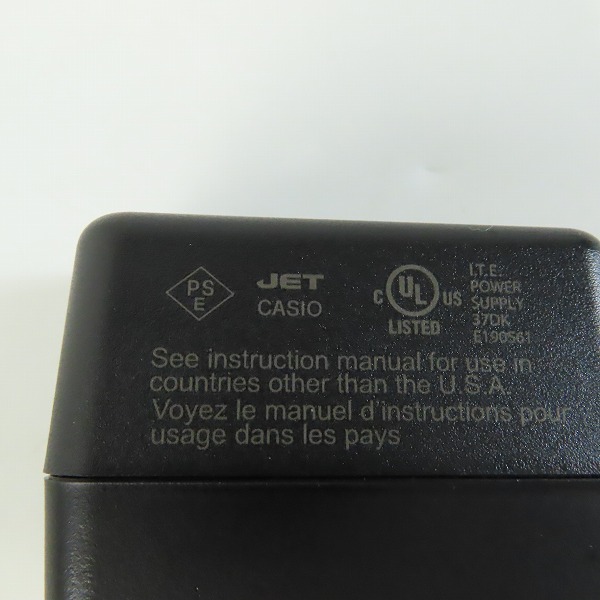 PS
E
JET
CASIO
C UL US
LISTED
I.T.E.
POWER
SUPPLY
37DK
E190561
See instruction manual for use in
countries other than the U.S.A.
Voyez le manuel d'instructions pour
usage dans les pays